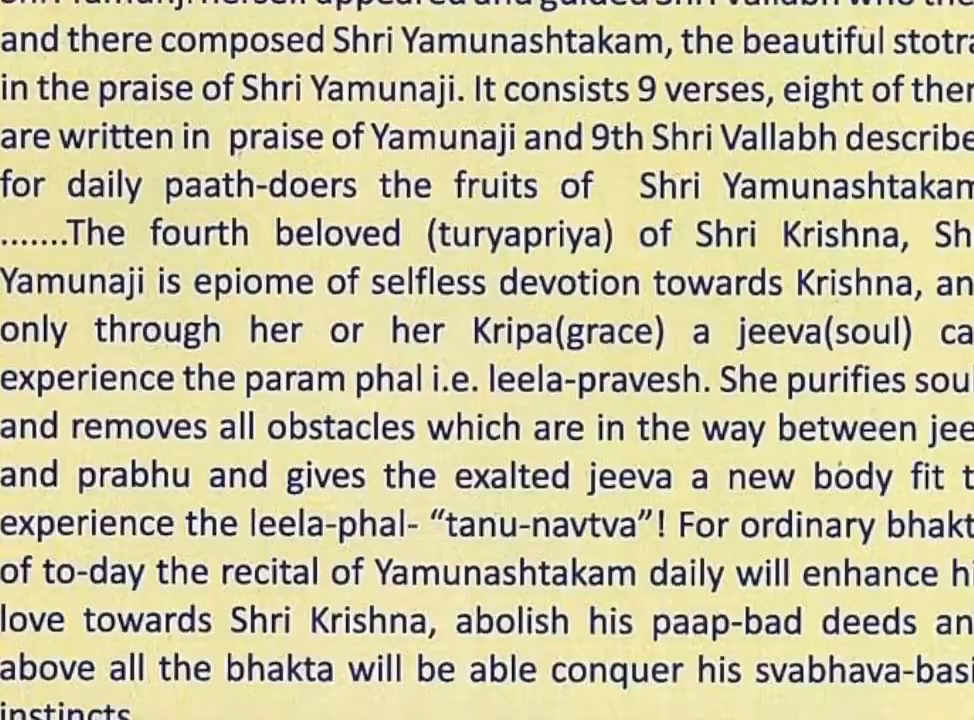 and there composed Shri Yamunashtakam, the beautiful stotra
in the praise of Shri Yamunaji. It consists 9 verses, eight of
are written in praise of Yamunaji and 9th Shri Vallabh describe
for daily paath-doers the fruits of Shri Yamunashtakam
.......The fourth beloved (turyapriya) of Shri Krishna, Sh
Yamunaji is epiome of selfless devotion towards Krishna, an
only through her or her Kripa(grace) a jeeva(soul) ca
experience the param phal i.e. leela-pravesh. She purifies soul
and removes all obstacles which are in the way between jee
and prabhu and gives the exalted jeeva a new body fit t
experience the leela-phal- “tanu-navtva”! For ordinary bhakt
of to-day the recital of Yamunashtakam daily will enhance hi
love towards Shri Krishna, abolish his paap-bad deeds an
above all the bhakta will be able conquer his svabhava-basi
instincts